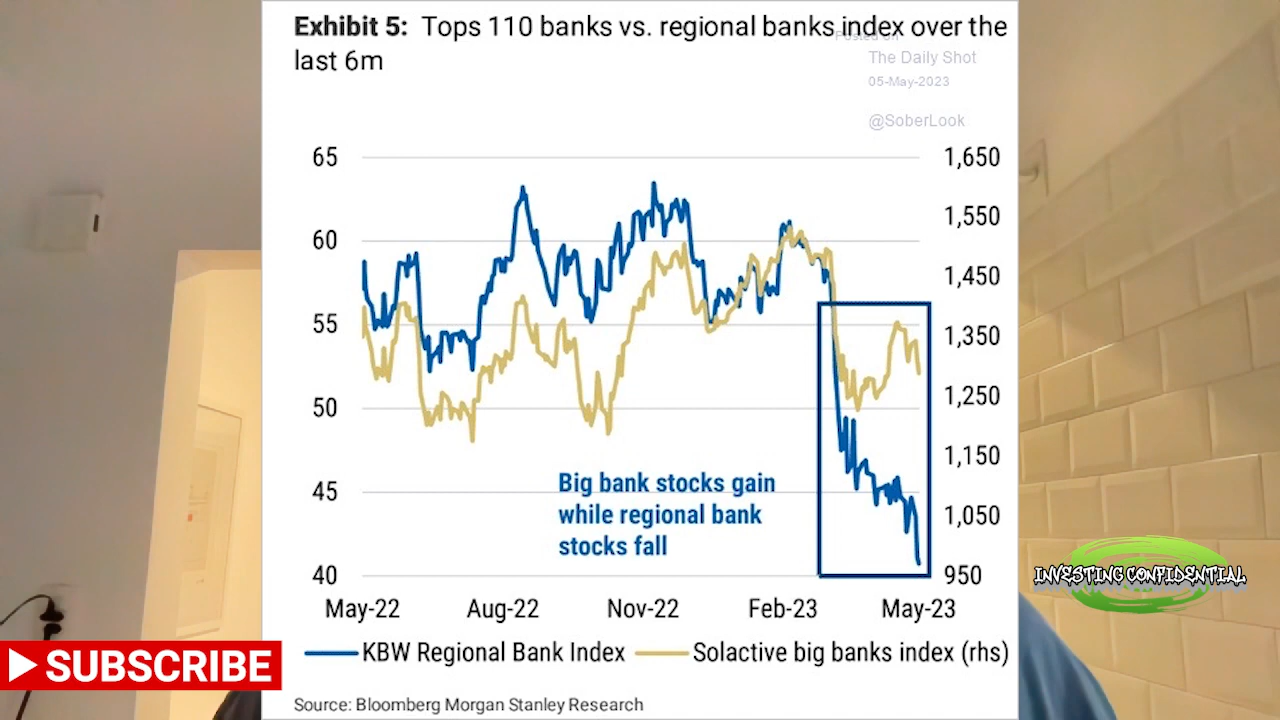 Exhibit 5: Tops 110 banks vs. regional banks index over the
last 6m
Posted on
The Daily Shot
05-May-2023
@SoberLook
65
60
55
50
45
40
1,650
1,550
1,450
1,350
1,250
1,150
1,050
950
Big bank stocks gain
while regional bank
stocks fall
May-22 Aug-22 Nov-22 Feb-23 May-23
KBW Regional Bank Index Solactive big banks index (rhs)
Source: Bloomberg Morgan Stanley Research
SUBSCRIBE
INVESTING CONFIDENTIAL